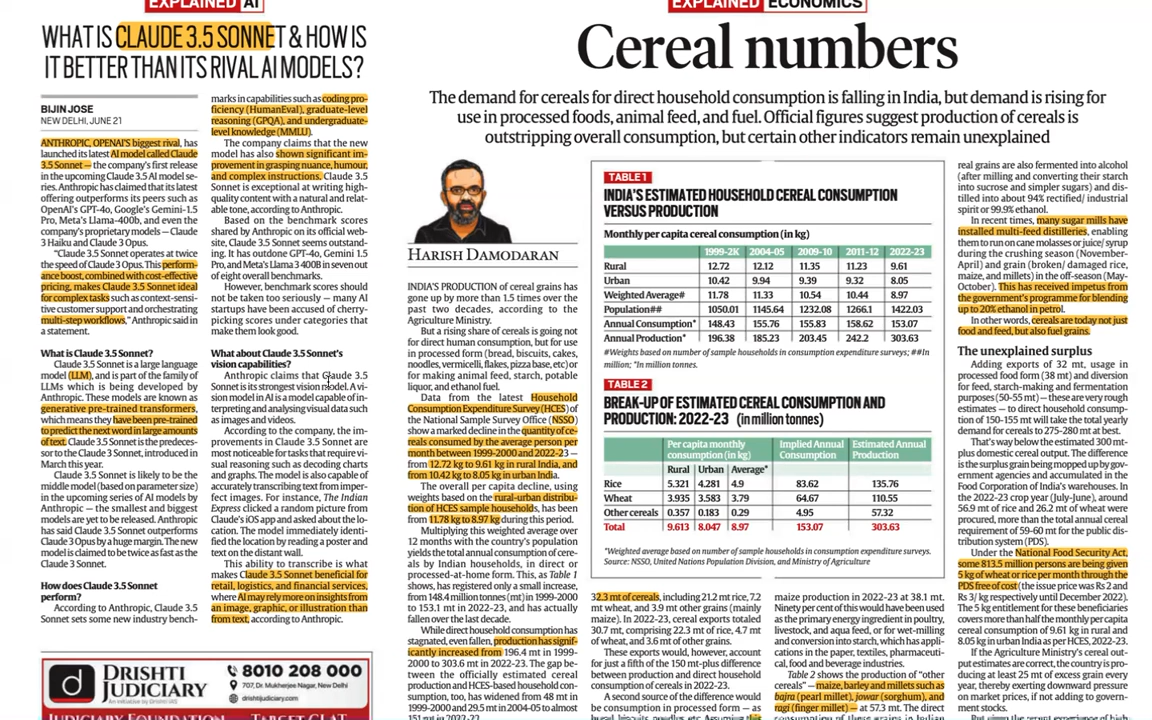 EXPLAINED AI
WHAT IS CLAUDE 3.5 SONNET & HOW IS
IT BETTER THAN ITS RIVAL AI MODELS?
BIJIN JOSE
NEW DELHI, JUNE 21
ANTHROPIC, OPENAI'S biggest rival, has
launched its latest AI model called Claude
3.5 Sonnet — the company's first release
in the upcoming Claude 3.5 AI model se-
ries. Anthropic has claimed that its latest
offering outperforms its peers such as
OpenAI's GPT-4o, Google's Gemini-1.5
Pro, Meta's Llama-400b, and even the
company's proprietary models – Claude
3 Haiku and Claude 3 Opus.
"Claude 3.5 Sonnet operates at twice
the speed of Claude 3 Opus. This perform-
ance boost, combined with cost-effective
pricing, makes Claude 3.5 Sonnet ideal
for complex tasks such as context-sensi-
tive customer support and orchestrating
multi-step workflows," Anthropic said in
a statement.
What is Claude 3.5 Sonnet?
Claude 3.5 Sonnet is a large language
model (LLM), and is part of the family of
LLMs which is being developed by
Anthropic. These models are known as
generative pre-trained transformers,
which means they have been pre-trained
to predict the next word in large amounts
of text. Claude 3.5 Sonnet is the predeces-
sor to the Claude 3 Sonnet, introduced in
March this year.
Claude 3.5 Sonnet is likely to be the
middle model (based on parameter size)
in the upcoming series of AI models by
Anthropic — the smallest and biggest
models are yet to be released. Anthropic
has said Claude 3.5 Sonnet outperforms
Claude 3 Opus by a huge margin. The new
model is claimed to be twice as fast as the
Claude 3 Sonnet.
How does Claude 3.5 Sonnet
perform?
According to Anthropic, Claude 3.5
Sonnet sets some new industry bench-
marks in capabilities such as coding pro-
ficiency (HumanEval), graduate-level
reasoning (GPQA), and undergraduate-
level knowledge (MMLU).
The company claims that the new
model has also shown significant im-
provement in grasping nuance, humour,
and complex instructions. Claude 3.5
Sonnet is exceptional at writing high-
quality content with a natural and relat-
able tone, according to Anthropic.
Based on the benchmark scores
shared by Anthropic on its official web-
site, Claude 3.5 Sonnet seems outstand-
ing. It has outdone GPT-4o, Gemini 1.5
Pro, and Meta's Llama 3 400B in seven out
of eight overall benchmarks.
However, benchmark scores should
not be taken too seriously — many AI
startups have been accused of cherry-
picking scores under categories that
make them look good.
What about Claude 3.5 Sonnet's
vision capabilities?
Anthropic claims that Claude 3.5
Sonnet is its strongest vision model. A vi-
sion model in AI is a model capable of in-
terpreting and analysing visual data such
as images and videos.
According to the company, the im-
provements in Claude 3.5 Sonnet are
most noticeable for tasks that require vi-
sual reasoning such as decoding charts
and graphs. The model is also capable of
accurately transcribing text from imper-
fect images. For instance, The Indian
Express clicked a random picture from
Claude's iOS app and asked about the lo-
cation. The model immediately identi-
fied the location by reading a poster and
text on the distant wall.
This ability to transcribe is what
makes Claude 3.5 Sonnet beneficial for
retail, logistics, and financial services,
where AI may rely more on insights from
an image, graphic, or illustration than
from text, according to Anthropic.
DRISHTI
JUDICIARY
An initiative by Drishti IAS
8010 208 000
707, Dr. Mukherjee Nagar, New Delhi
drishtijudiciary.com
JUDICIARY FOUNDATION TARGET CLAT
EXPLAINED ECONOMICS
Cereal numbers
The demand for cereals for direct household consumption is falling in India, but demand is rising for
use in processed foods, animal feed, and fuel. Official figures suggest production of cereals is
outstripping overall consumption, but certain other indicators remain unexplained
HARISH DAMODARAN
INDIA'S PRODUCTION of cereal grains has
gone up by more than 1.5 times over the
past two decades, according to the
Agriculture Ministry.
But a rising share of cereals is going not
for direct human consumption, but for use
in processed form (bread, biscuits, cakes,
noodles, vermicelli, flakes, pizza base, etc) or
for making animal feed, starch, potable
liquor, and ethanol fuel.
Data from the latest Household
Consumption Expenditure Survey (HCES) of
the National Sample Survey Office (NSSO)
show a marked decline in the quantity of ce-
reals consumed by the average person per
month between 1999-2000 and 2022-23 —
from 12.72 kg to 9.61 kg in rural India, and
from 10.42 kg to 8.05 kg in urban India.
The overall per capita decline, using
weights based on the rural-urban distribu-
tion of HCES sample households, has been
from 11.78 kg to 8.97 kg during this period.
Multiplying this weighted average over
12 months with the country's population
yields the total annual consumption of cere-
als by Indian households, in direct or
processed-at-home form. This, as Table 1
shows, has registered only a small increase,
from 148.4 million tonnes (mt) in 1999-2000
to 153.1 mt in 2022-23, and has actually
fallen over the last decade.
While direct household consumption has
stagnated, even official production has signif-
icantly increased from 196.4 mt in 1999-
2000 to 303.6 mt in 2022-23. The gap be-
tween the officially estimated cereal
production and HCES-based household con-
sumption, too, has widened from 48 mt in
1999-2000 and 29.5 mt in 2004-05 to almost
151 mt in 2022-23.
TABLE 1
INDIA'S ESTIMATED HOUSEHOLD CEREAL CONSUMPTION
VERSUS PRODUCTION
Monthly per capita cereal consumption (in kg)
1999-2K 2004-05 2009-10 2011-12 2022-23
Rural 12.72 12.12 11.35 11.23 9.61
Urban 10.42 9.94 9.39 9.32 8.05
Weighted Average# 11.78 11.33 10.54 10.44 8.97
Population## 1050.01 1145.64 1232.08 1266.1 1422.03
Annual Consumption* 148.43 155.76 155.83 158.62 153.07
Annual Production* 196.38 185.23 203.45 242.2 303.63
#Weights based on number of sample households in consumption expenditure surveys; ##In
million; *In million tonnes.
TABLE 2
BREAK-UP OF ESTIMATED CEREAL CONSUMPTION AND
PRODUCTION: 2022-23 (in million tonnes)
Per capita monthly consumption (in kg) Implied Annual Consumption Estimated Annual Production
Rural Urban Average*
Rice 5.321 4.281 4.9 83.62 135.76
Wheat 3.935 3.583 3.79 64.67 110.55
Other cereals 0.357 0.183 0.29 4.95 57.32
Total 9.613 8.047 8.97 153.07 303.63
*Weighted average based on number of sample households in consumption expenditure surveys.
Source: NSSO, United Nations Population Division, and Ministry of Agriculture
32.3 mt of cereals, including 21.2 mt rice, 7.2
mt wheat, and 3.9 mt other grains (mainly
maize). In 2022-23, cereal exports totaled
30.7 mt, comprising 22.3 mt of rice, 4.7 mt
of wheat, and 3.6 mt of other grains.
These exports would, however, account
for just a fifth of the 150 mt-plus difference
between production and direct household
consumption of cereals in 2022-23.
A second source of the difference would
be consumption in processed form — as
maize production in 2022-23 at 38.1 mt.
Ninety per cent of this would have been used
as the primary energy ingredient in poultry,
livestock, and aqua feed, or for wet-milling
and conversion into starch, which has applica-
tions in the paper, textiles, pharmaceuti-
cal, food and beverage industries.
Table 2 shows the production of "other
cereals" — maize, barley and millets such as
bajra (pearl millet), jowar (sorghum), and
ragi (finger millet) — at 57.3 mt. The direct
real grains are also fermented into alcohol
(after milling and converting their starch
into sucrose and simpler sugars) and dis-
tilled into about 94% rectified/ industrial
spirit or 99.9% ethanol.
In recent times, many sugar mills have
installed multi-feed distilleries, enabling
them to run on cane molasses or juice/ syrup
during the crushing season (November-
April) and grain (broken/ damaged rice,
maize, and millets) in the off-season (May-
October). This has received impetus from
the government's programme for blending
up to 20% ethanol in petrol.
In other words, cereals are today not just
food and feed, but also fuel grains.
The unexplained surplus
Adding exports of 32 mt, usage in
processed food form (38 mt) and diversion
for feed, starch-making and fermentation
purposes (50-55 mt) – these are very rough
estimates – to direct household consump-
tion of 150-155 mt will take the total yearly
demand for cereals to 275-280 mt at best.
That's way below the estimated 300 mt-
plus domestic cereal output. The difference
is the surplus grain being mopped up by gov-
ernment agencies and accumulated in the
Food Corporation of India's warehouses. In
the 2022-23 crop year (July-June), around
56.9 mt of rice and 26.2 mt of wheat were
procured, more than the total annual cereal
requirement of 59-60 mt for the public dis-
tribution system (PDS).
Under the National Food Security Act,
some 813.5 million persons are being given
5 kg of wheat or rice per month through the
PDS free of cost (the issue price was Rs 2 and
Rs 3/ kg respectively until December 2022).
The 5 kg entitlement for these beneficiaries
covers more than half the monthly per capita
cereal consumption of 9.61 kg in rural and
8.05 kg in urban India as per HCES, 2022-23.
If the Agriculture Ministry's cereal out-
put estimates are correct, the country is pro-
ducing at least 25 mt of excess grain every
year, thereby exerting downward pressure
on market prices, if not adding to govern-
ment stocks.